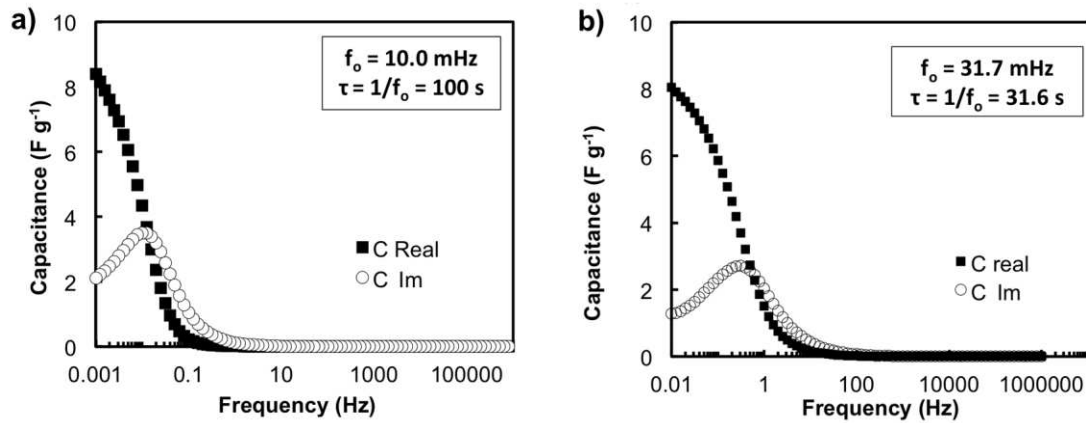 a)
10
8
6
4
2
0
Capacitance (F g⁻¹)
fₒ = 10.0 mHz
τ = 1/fₒ = 100 s
C Real
C Im
0.001
0.1
10
1000
100000
Frequency (Hz)
b)
10
8
6
4
2
0
Capacitance (F g⁻¹)
fₒ = 31.7 mHz
τ = 1/fₒ = 31.6 s
C real
C Im
0.01
1
100
10000
1000000
Frequency (Hz)